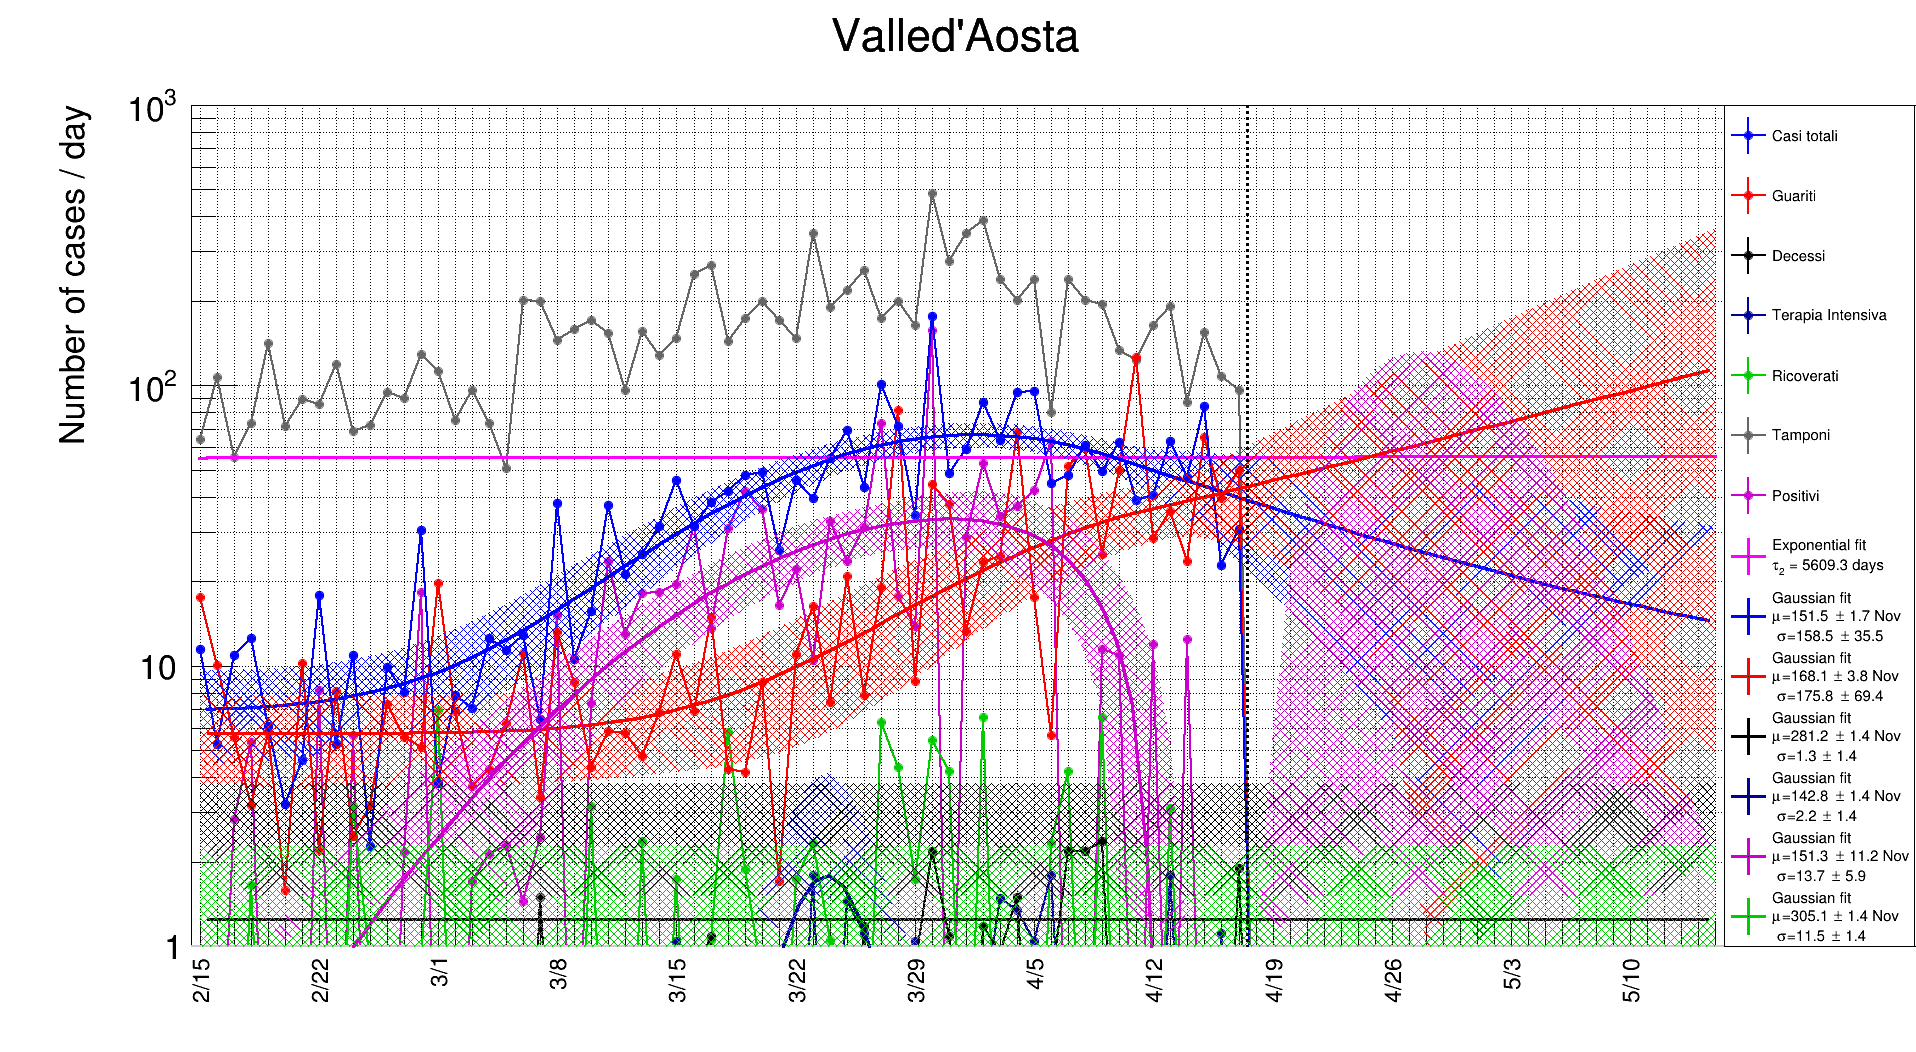 Valled'Aosta
Number of cases / day
10³
10²
10
1
2/15
2/22
3/1
3/8
3/15
3/22
3/29
4/5
4/12
4/19
4/26
5/3
5/10
Casi totali
Guariti
Decessi
Terapia Intensiva
Ricoverati
Tamponi
Positivi
Exponential fit
τ₂ = 5609.3 days
Gaussian fit
μ=151.5 ± 1.7 Nov
σ=158.5 ± 35.5
Gaussian fit
μ=168.1 ± 3.8 Nov
σ=175.8 ± 69.4
Gaussian fit
μ=281.2 ± 1.4 Nov
σ=1.3 ± 1.4
Gaussian fit
μ=142.8 ± 1.4 Nov
σ=2.2 ± 1.4
Gaussian fit
μ=151.3 ± 11.2 Nov
σ=13.7 ± 5.9
Gaussian fit
μ=305.1 ± 1.4 Nov
σ=11.5 ± 1.4